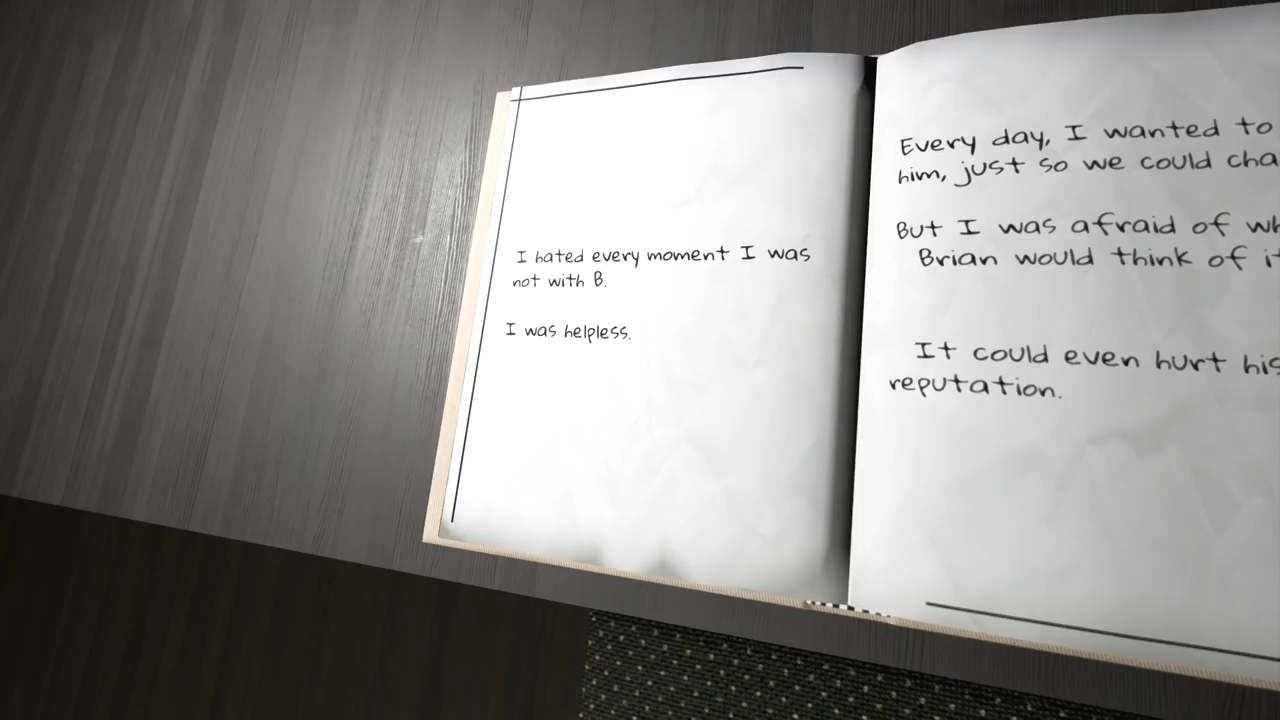 I hated every moment I was
not with B.
I was helpless.
Every day, I wanted to
him, just so we could
But I was afraid of
Brian would think of
It could even hurt his
reputation.